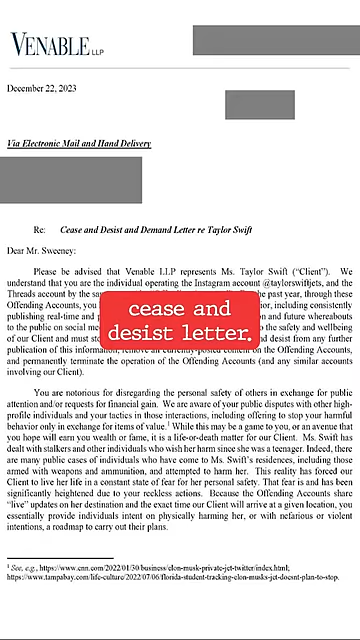 VENABLE LLP
December 22, 2023
Via Electronic Mail and Hand Delivery
Re: Cease and Desist and Demand Letter re Taylor Swift
Dear Mr. Sweeney:
Please be advised that Venable LLP represents Ms. Taylor Swift (“Client”). We
understand that you are the individual operating the Instagram account @taylorswiftjets, and the
Threads account by the past year, through these
Offending Accounts, you including consistently
publishing real-time and and future whereabouts
to the public on social to the safety and wellbeing
of our Client and must and desist from any further
publication of this information, on the Offending Accounts,
and permanently terminate the operation of the Offending Accounts (and any similar accounts
involving our Client).
cease and
desist letter.
You are notorious for disregarding the personal safety of others in exchange for public
attention and/or requests for financial gain. We are aware of your public disputes with other high-
profile individuals and your tactics in those interactions, including offering to stop your harmful
behavior only in exchange for items of value.1 While this may be a game to you, or an avenue that
you hope will earn you wealth or fame, it is a life-or-death matter for our Client. Ms. Swift has
dealt with stalkers and other individuals who wish her harm since she was a teenager. Indeed, there
are many public cases of individuals who have come to Ms. Swift’s residences, including those
armed with weapons and ammunition, and attempted to harm her. This reality has forced our
Client to live her life in a constant state of fear for her personal safety. That fear is and has been
significantly heightened due to your reckless actions. Because the Offending Accounts share
“live” updates on her destination and the exact time our Client will arrive at a given location, you
essentially provide individuals intent on physically harming her, or with nefarious or violent
intentions, a roadmap to carry out their plans.
1 See, e.g., https://www.cnn.com/2022/01/30/business/elon-musk-private-jet-twitter/index.html;
https://www.tampabay.com/life-culture/2022/07/06/florida-student-tracking-elon-musks-jet-doesnt-plan-to-stop.